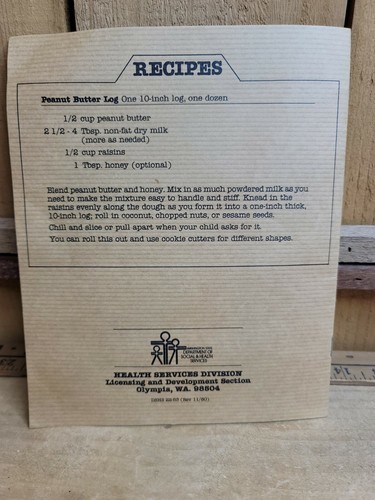 RECIPES
Peanut Butter Log One 10-inch log, one dozen
1/2 cup peanut butter
2 1/2 - 4 Tbsp. non-fat dry milk
(more as needed)
1/2 cup raisins
1 Tbsp. honey (optional)
Blend peanut butter and honey. Mix in as much powdered milk as you
need to make the mixture easy to handle and stiff. Knead in the
raisins evenly along the dough as you form it into a one-inch thick,
10-inch log; roll in coconut, chopped nuts, or sesame seeds.
Chill and slice or pull apart when your child asks for it.
You can roll this out and use cookie cutters for different shapes.
WASHINGTON STATE
DEPARTMENT OF
SOCIAL & HEALTH
SERVICES
HEALTH SERVICES DIVISION
Licensing and Development Section
Olympia, WA. 98504
(Rev 11/80)